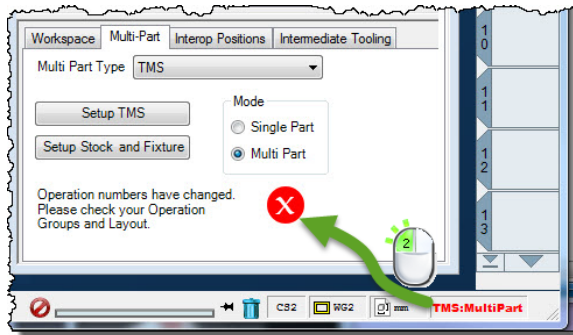 Workspace Multi-Part Interop Positions Intermediate Tooling
10
Multi Part Type TMS
11
Setup TMS
Mode
Single Part
Setup Stock and Fixture
Multi Part
12
Operation numbers have changed.
Please check your Operation
Groups and Layout.
X
13
2
CS2 WG2 mm TMS:MultiPart